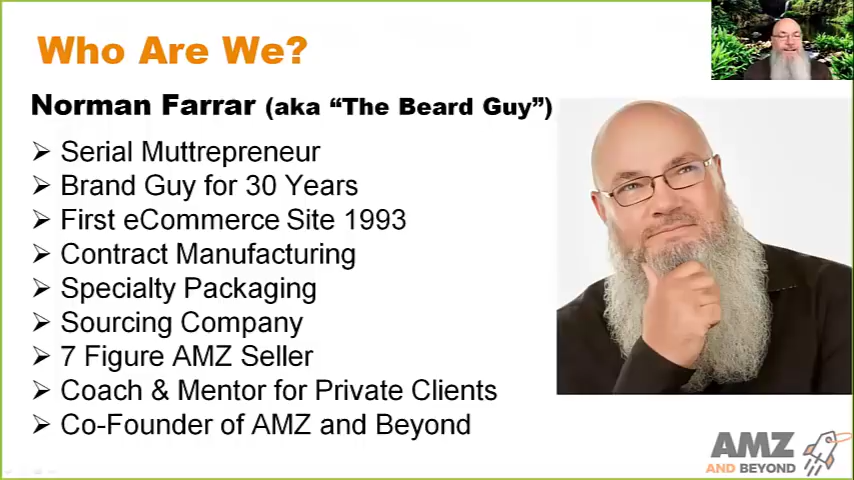 Who Are We?
Norman Farrar (aka “The Beard Guy”)
Serial Muttrepreneur
Brand Guy for 30 Years
First eCommerce Site 1993
Contract Manufacturing
Specialty Packaging
Sourcing Company
7 Figure AMZ Seller
Coach & Mentor for Private Clients
Co-Founder of AMZ and Beyond
AMZ
AND BEYOND